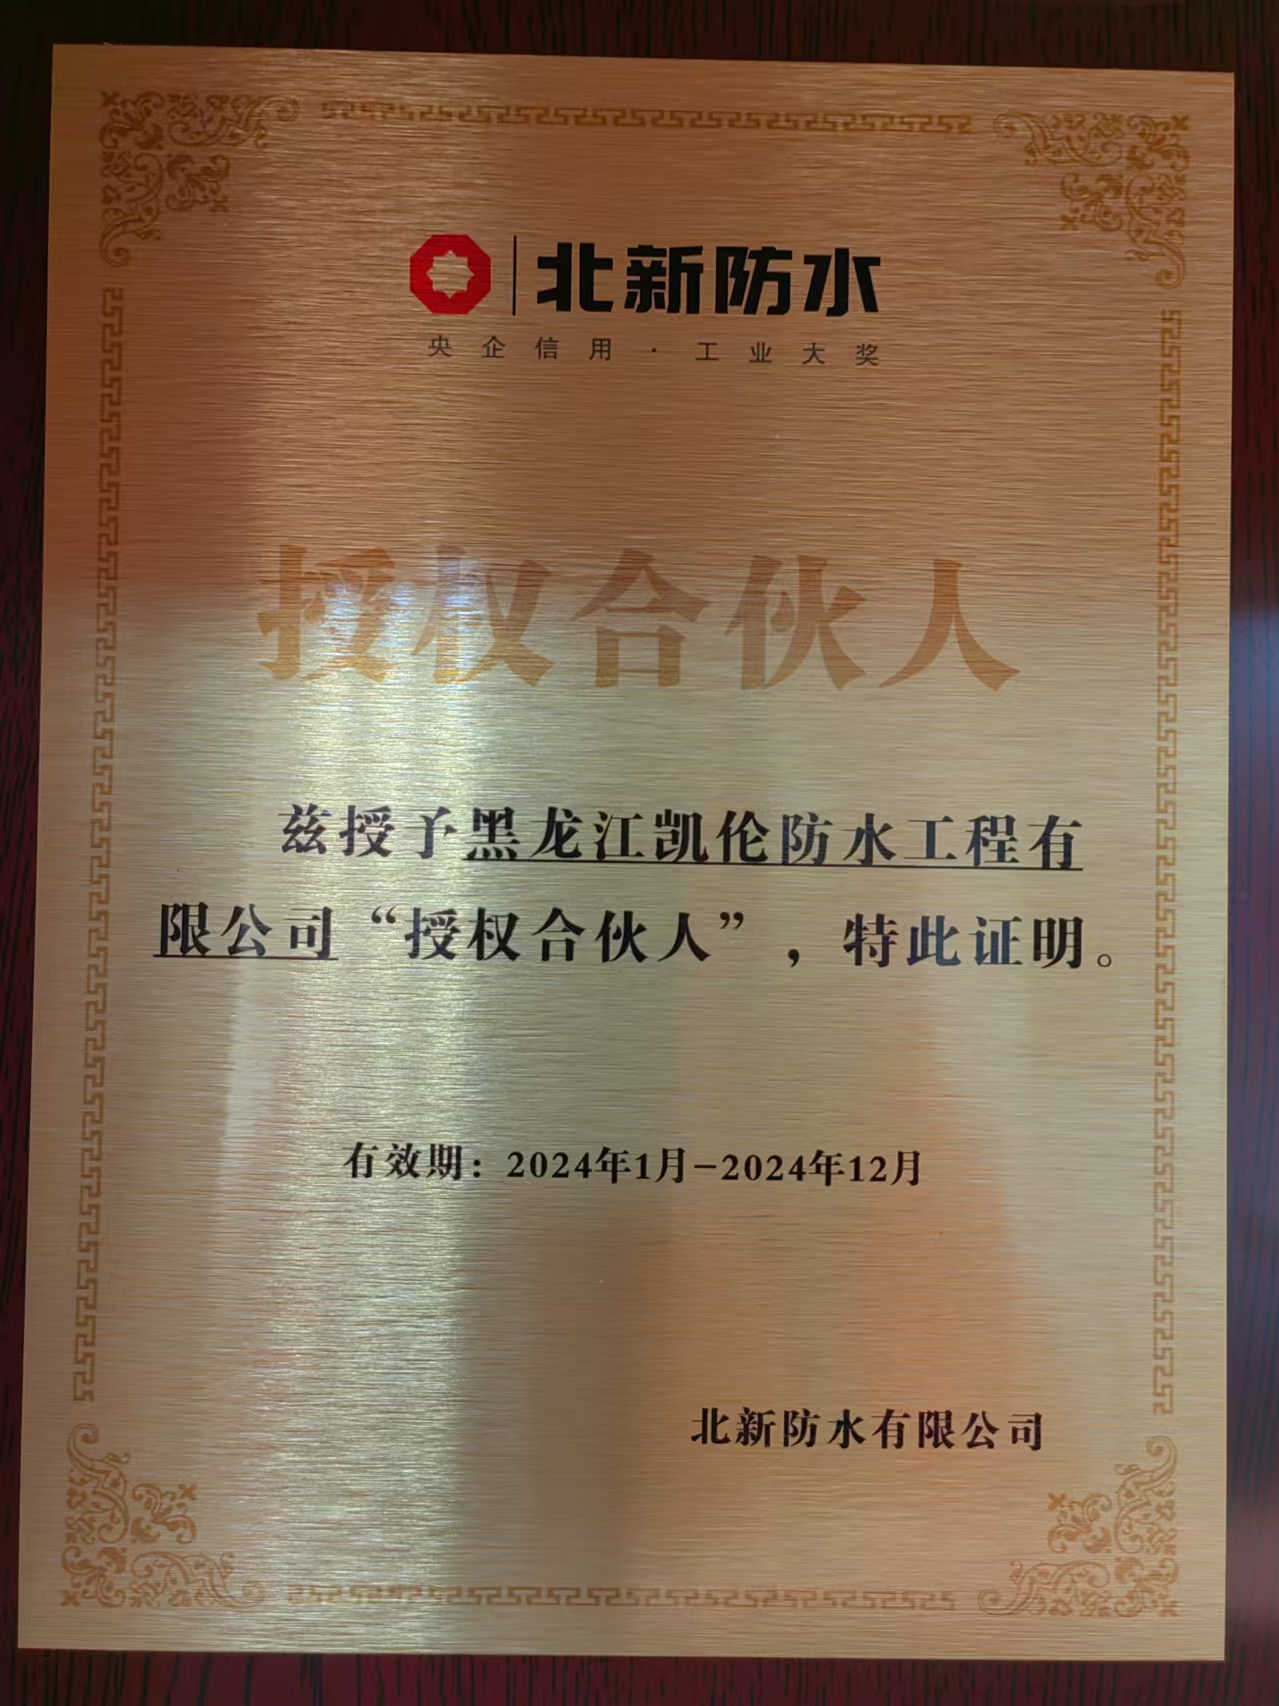 北新防水
央企信用·工业大奖
授权合伙人
兹授予黑龙江凯伦防水工程有
限公司“授权合伙人”，特此证明。
有效期：2024年1月-2024年12月
北新防水有限公司